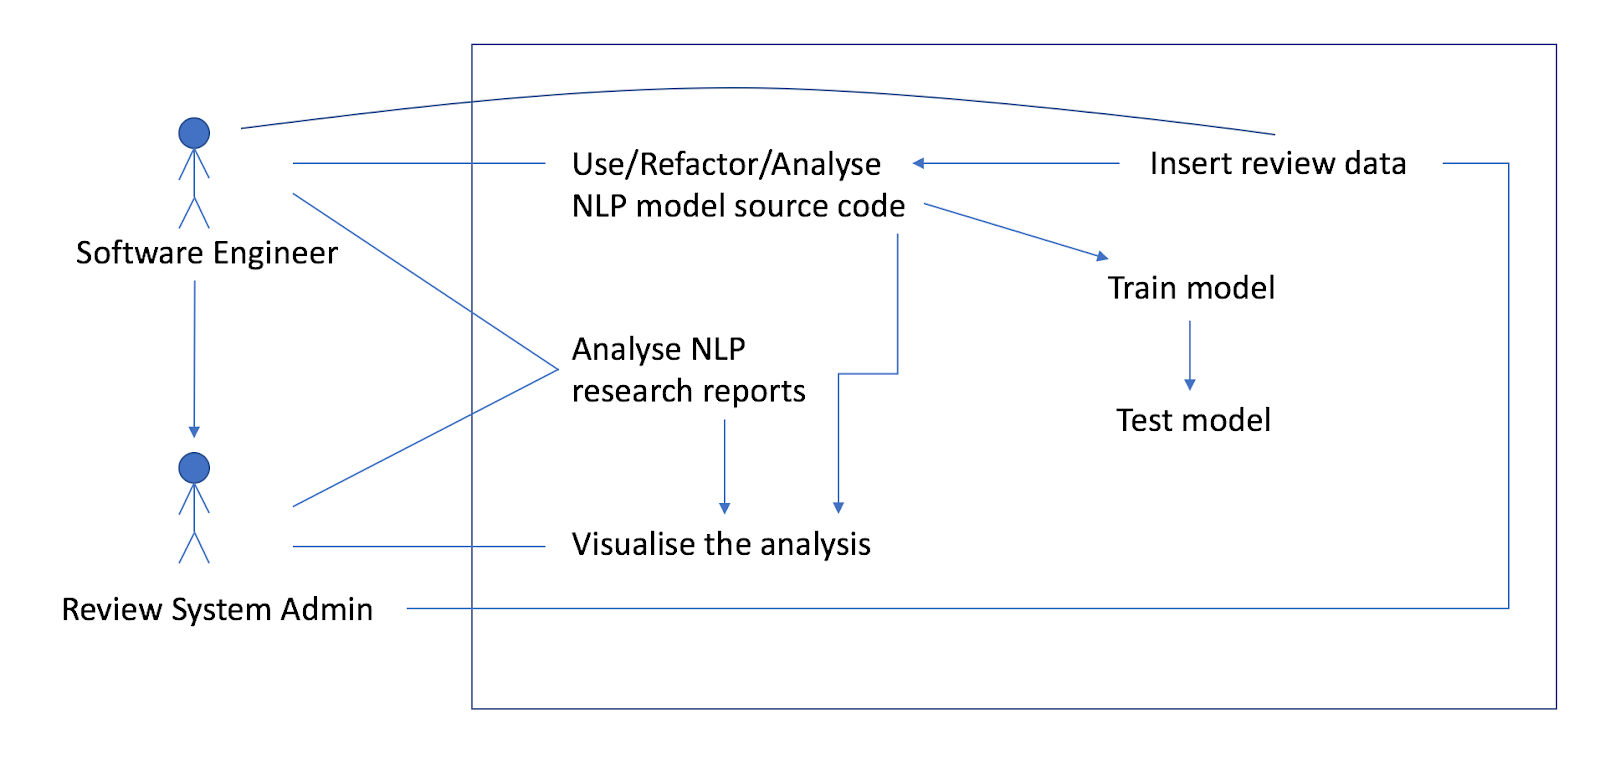 Use/Refactor/Analyse
NLP model source code
Insert review data
Software Engineer
Train model
Analyse NLP
research reports
Test model
Visualise the analysis
Review System Admin